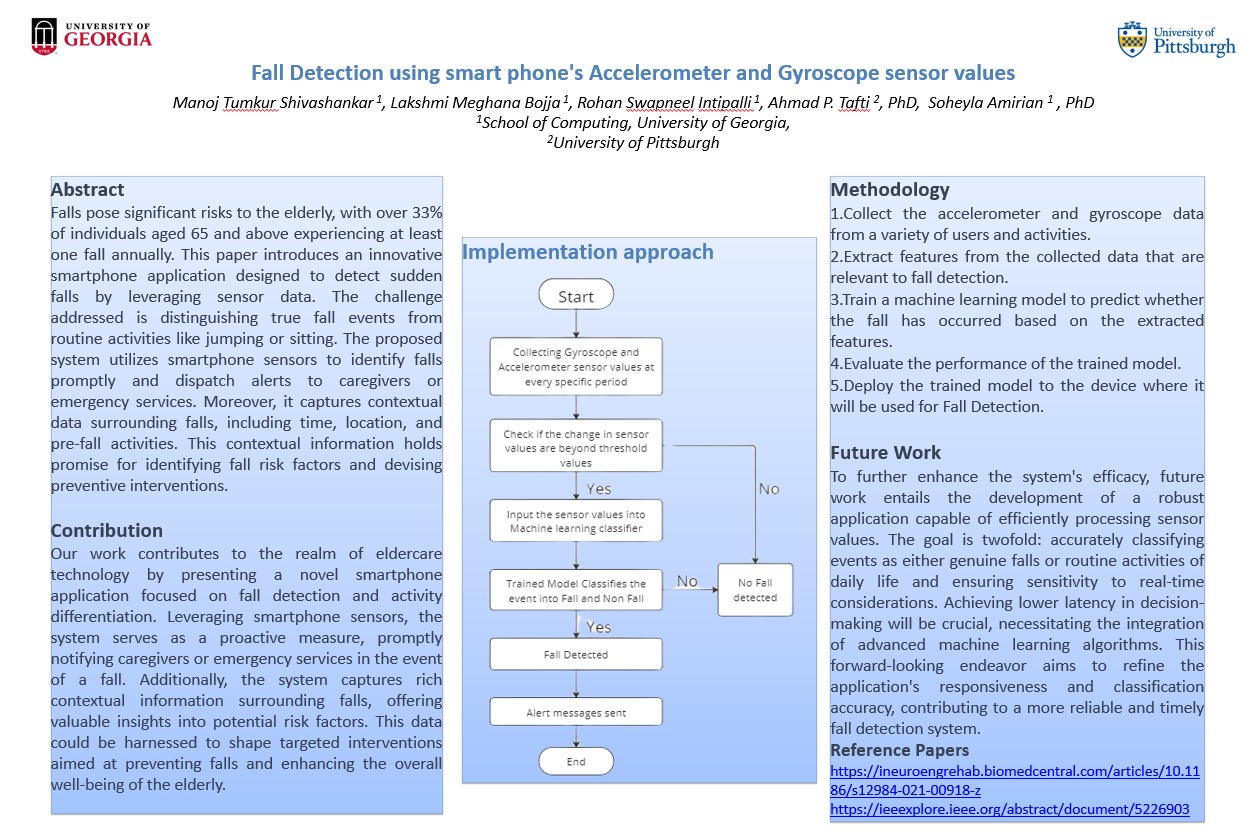 UNIVERSITY OF
GEORGIA
1785
University of
Pittsburgh
Fall Detection using smart phone's Accelerometer and Gyroscope sensor values
Manoj Tumkur Shivashankar 1, Lakshmi Meghana Bojja 1, Rohan Swapneel Intipalli 1, Ahmad P. Tafti 2, PhD, Soheyla Amirian 1 , PhD
1School of Computing, University of Georgia,
2University of Pittsburgh
Abstract
Falls pose significant risks to the elderly, with over 33%
of individuals aged 65 and above experiencing at least
one fall annually. This paper introduces an innovative
smartphone application designed to detect sudden
falls by leveraging sensor data. The challenge
addressed is distinguishing true fall events from
routine activities like jumping or sitting. The proposed
system utilizes smartphone sensors to identify falls
promptly and dispatch alerts to caregivers or
emergency services. Moreover, it captures contextual
data surrounding falls, including time, location, and
pre-fall activities. This contextual information holds
promise for identifying fall risk factors and devising
preventive interventions.
Contribution
Our work contributes to the realm of eldercare
technology by presenting a novel smartphone
application focused on fall detection and activity
differentiation. Leveraging smartphone sensors, the
system serves as a proactive measure, promptly
notifying caregivers or emergency services in the event
of a fall. Additionally, the system captures rich
contextual information surrounding falls, offering
valuable insights into potential risk factors. This data
could be harnessed to shape targeted interventions
aimed at preventing falls and enhancing the overall
well-being of the elderly.
Implementation approach
Start
Collecting Gyroscope and
Accelerometer sensor values at
every specific period
Check if the change in sensor
values are beyond threshold
values
Yes
No
Input the sensor values into
Machine learning classifier
Trained Model Classifies the
event into Fall and Non Fall
No
No Fall
detected
Yes
Fall Detected
Alert messages sent
End
Methodology
1.Collect the accelerometer and gyroscope data
from a variety of users and activities.
2.Extract features from the collected data that are
relevant to fall detection.
3.Train a machine learning model to predict whether
the fall has occurred based on the extracted
features.
4.Evaluate the performance of the trained model.
5.Deploy the trained model to the device where it
will be used for Fall Detection.
Future Work
To further enhance the system's efficacy, future
work entails the development of a robust
application capable of efficiently processing sensor
values. The goal is twofold: accurately classifying
events as either genuine falls or routine activities of
daily life and ensuring sensitivity to real-time
considerations. Achieving lower latency in decision-
making will be crucial, necessitating the integration
of advanced machine learning algorithms. This
forward-looking endeavor aims to refine the
application's responsiveness and classification
accuracy, contributing to a more reliable and timely
fall detection system.
Reference Papers
https://ineuroengrehab.biomedcentral.com/articles/10.11
86/s12984-021-00918-z
https://ieeexplore.ieee.org/abstract/document/5226903